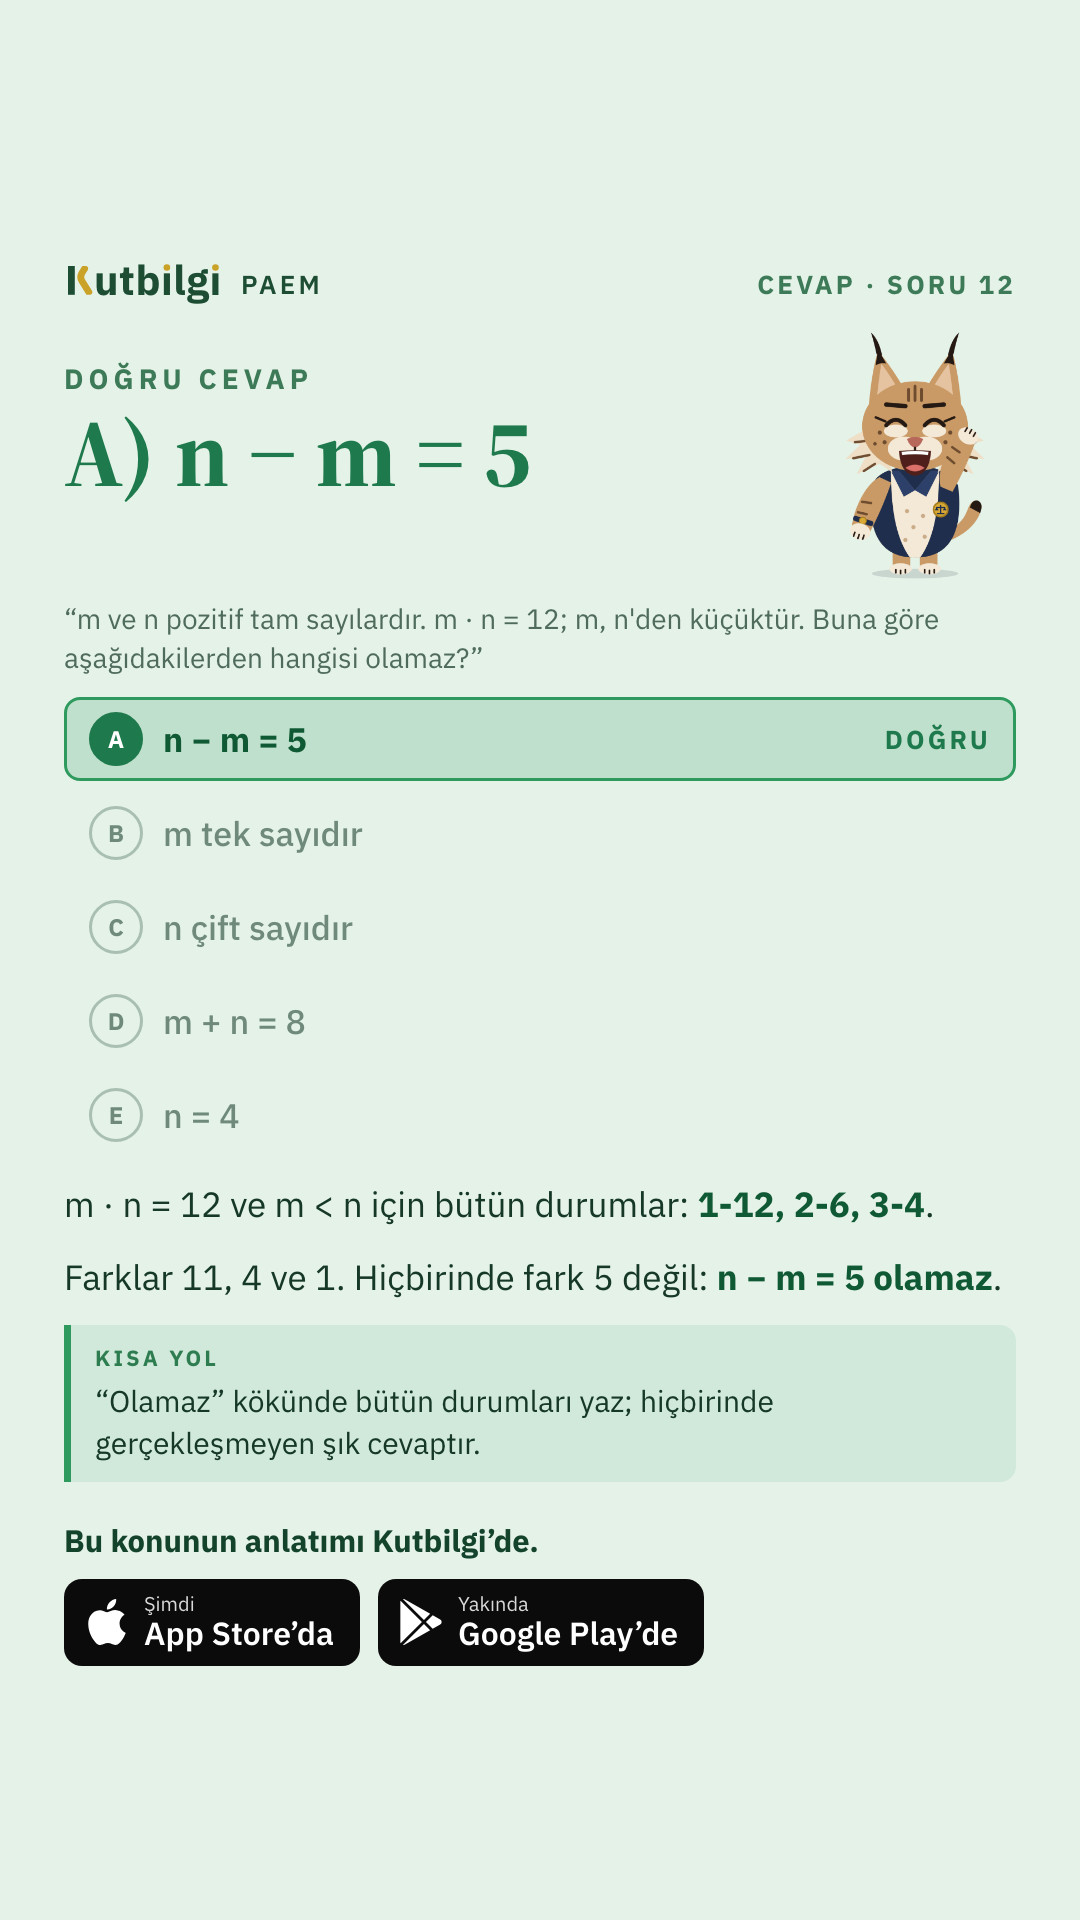 Kutbilgi PAEM
CEVAP · SORU 12
DOĞRU CEVAP
A) n − m = 5
“m ve n pozitif tam sayılardır. m · n = 12; m, n'den küçüktür. Buna göre
aşağıdakilerden hangisi olamaz?”
A n − m = 5 DOĞRU
B m tek sayıdır
C n çift sayıdır
D m + n = 8
E n = 4
m · n = 12 ve m < n için bütün durumlar: 1-12, 2-6, 3-4.
Farklar 11, 4 ve 1. Hiçbirinde fark 5 değil: n − m = 5 olamaz.
KISA YOL
“Olamaz” kökünde bütün durumları yaz; hiçbirinde
gerçekleşmeyen şık cevaptır.
Bu konunun anlatımı Kutbilgi’de.
Şimdi
App Store’da
Yakında
Google Play’de